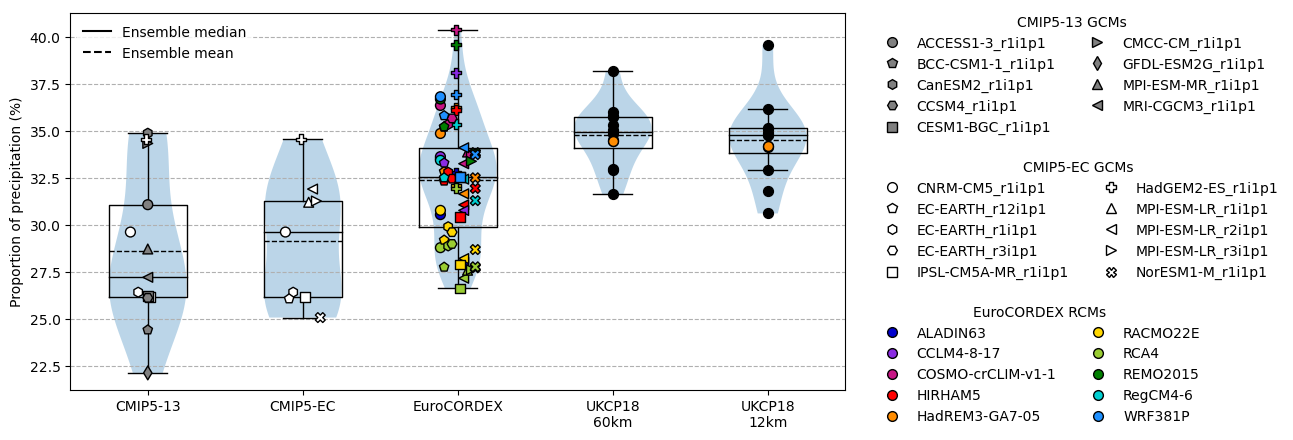 Ensemble median
Ensemble mean
Proportion of precipitation (%)
40.0
37.5
35.0
32.5
30.0
27.5
25.0
22.5
CMIP5-13
CMIP5-EC
EuroCORDEX
UKCP18
60km
UKCP18
12km
CMIP5-13 GCMs
ACCESS1-3_r1i1p1
BCC-CSM1-1_r1i1p1
CanESM2_r1i1p1
CCSM4_r1i1p1
CESM1-BGC_r1i1p1
CMCC-CM_r1i1p1
GFDL-ESM2G_r1i1p1
MPI-ESM-MR_r1i1p1
MRI-CGCM3_r1i1p1
CMIP5-EC GCMs
CNRM-CM5_r1i1p1
EC-EARTH_r12i1p1
EC-EARTH_r1i1p1
EC-EARTH_r3i1p1
IPSL-CM5A-MR_r1i1p1
HadGEM2-ES_r1i1p1
MPI-ESM-LR_r1i1p1
MPI-ESM-LR_r2i1p1
MPI-ESM-LR_r3i1p1
NorESM1-M_r1i1p1
EuroCORDEX RCMs
ALADIN63
CCLM4-8-17
COSMO-crCLIM-v1-1
HIRHAM5
HadREM3-GA7-05
RACMO22E
RCA4
REMO2015
RegCM4-6
WRF381P